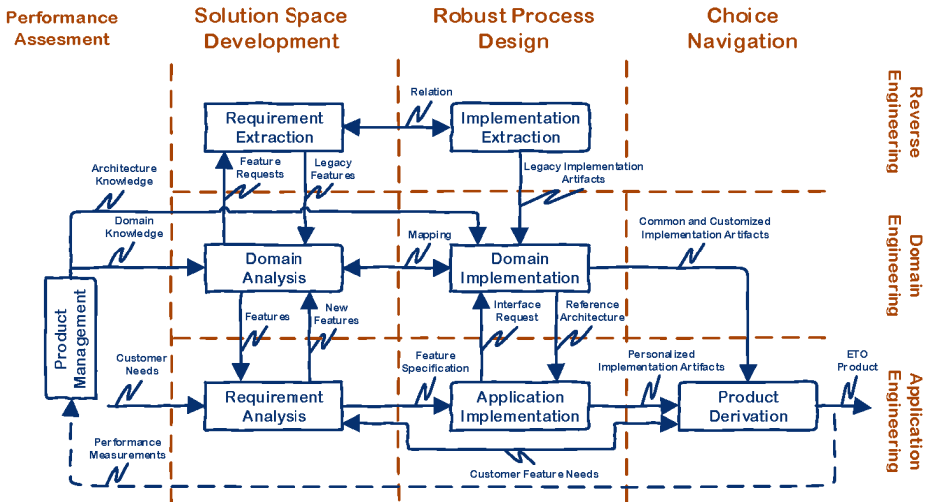 Performance
Assesment
Solution Space
Development
Robust Process
Design
Choice
Navigation
Reverse
Engineering
Requirement
Extraction
Relation
Implementation
Extraction
Feature
Requests
Legacy
Features
Legacy Implementation
Artifacts
Architecture
Knowledge
Domain
Knowledge
Mapping
Common and Customized
Implementation Artifacts
Domain
Engineering
Domain
Analysis
Domain
Implementation
Product
Management
Features
New
Features
Interface
Request
Reference
Architecture
Customer
Needs
Feature
Specification
Personalized
Implementation Artifacts
ETO
Product
Application
Engineering
Requirement
Analysis
Application
Implementation
Product
Derivation
Performance
Measurements
Customer Feature Needs